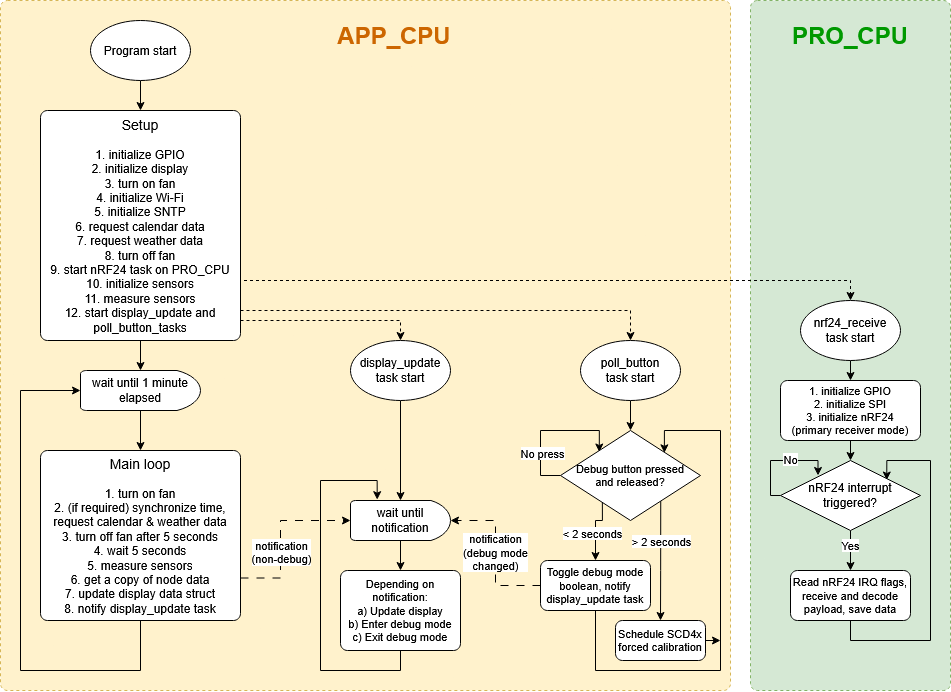 APP_CPU
PRO_CPU
Program start
Setup
1. initialize GPIO
2. initialize display
3. turn on fan
4. initialize Wi-Fi
5. initialize SNTP
6. request calendar data
7. request weather data
8. turn off fan
9. start nRF24 task on PRO_CPU
10. initialize sensors
11. measure sensors
12. start display_update and
poll_button_tasks
wait until 1 minute
elapsed
Main loop
1. turn on fan
2. (if required) synchronize time,
request calendar & weather data
3. turn off fan after 5 seconds
4. wait 5 seconds
5. measure sensors
6. get a copy of node data
7. update display data struct
8. notify display_update task
notification
(non-debug)
display_update
task start
wait until
notification
Depending on
notification:
a) Update display
b) Enter debug mode
c) Exit debug mode
notification
(debug mode
changed)
poll_button
task start
No press
Debug button pressed
and released?
< 2 seconds
> 2 seconds
Toggle debug mode
boolean, notify
display_update task
Schedule SCD4x
forced calibration
nrf24_receive
task start
1. initialize GPIO
2. initialize SPI
3. initialize nRF24
(primary receiver mode)
No
nRF24 interrupt
triggered?
Yes
Read nRF24 IRQ flags,
receive and decode
payload, save data